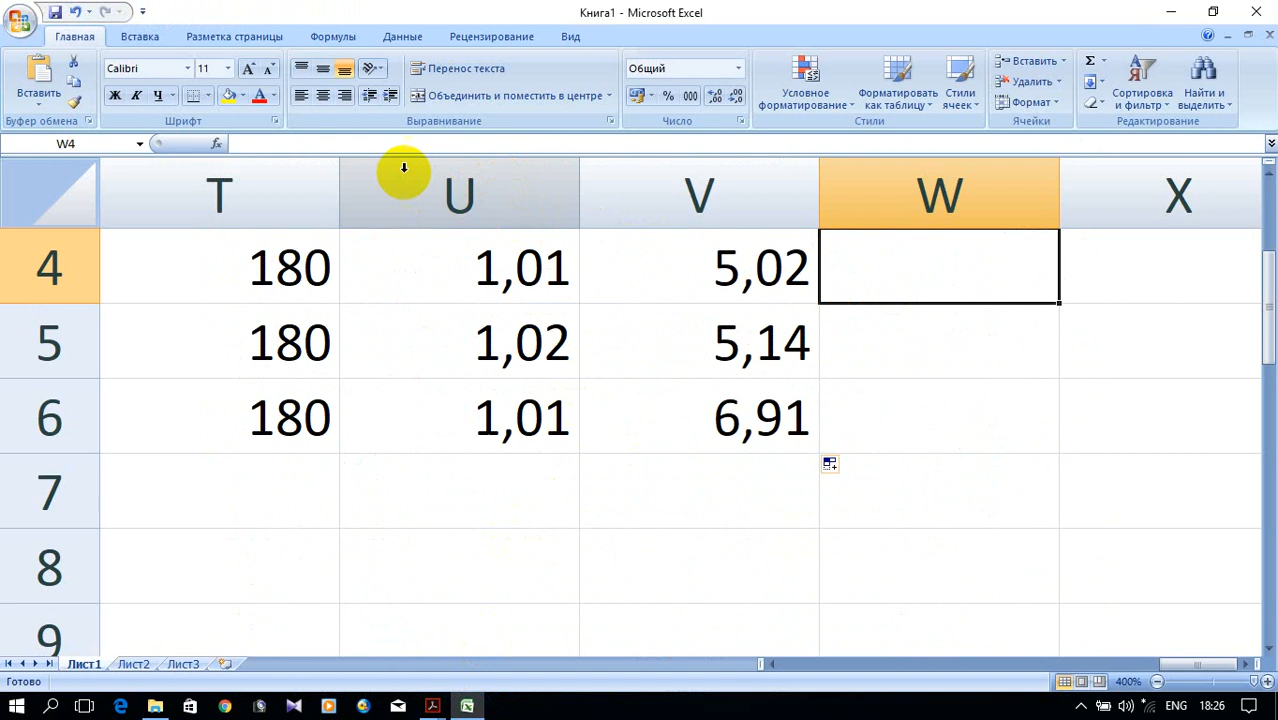 Книга1 - Microsoft Excel
Главная Вставка Разметка страницы Формулы Данные Рецензирование Вид
Вставить
Буфер обмена
Calibri 11
Ж К Ч
Шрифт
Перенос текста
Объединить и поместить в центре
Выравнивание
Общий
% 000
Число
Условное форматирование
Форматировать как таблицу
Стили ячеек
Стили
Вставить
Удалить
Формат
Ячейки
Σ
Сортировка и фильтр
Найти и выделить
Редактирование
W4 fx
T U V W X
4 180 1,01 5,02
5 180 1,02 5,14
6 180 1,01 6,91
7
8
9
Лист1 Лист2 Лист3
Готово 400%
ENG 18:26